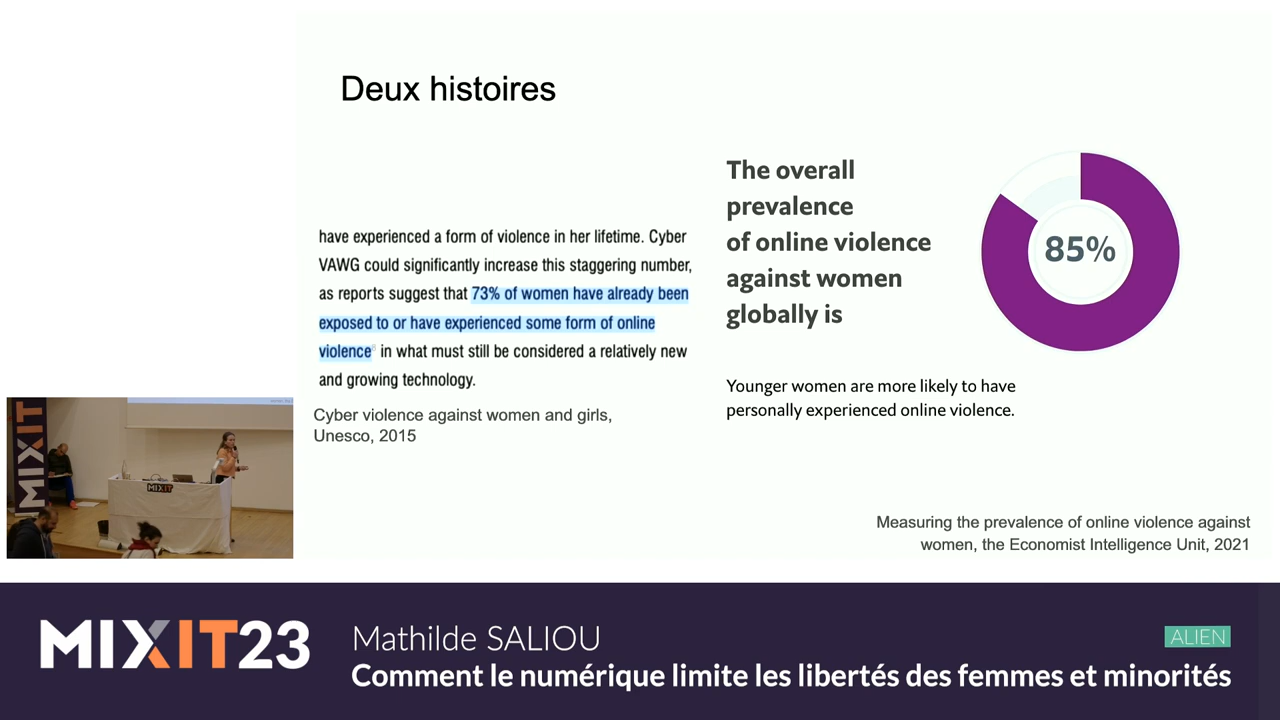 Deux histoires
have experienced a form of violence in her lifetime. Cyber
VAWG could significantly increase this staggering number,
as reports suggest that 73% of women have already been
exposed to or have experienced some form of online
violence⁶ in what must still be considered a relatively new
and growing technology.
Cyber violence against women and girls,
Unesco, 2015
The overall
prevalence
of online violence
against women
globally is
85%
Younger women are more likely to have
personally experienced online violence.
Measuring the prevalence of online violence against
women, the Economist Intelligence Unit, 2021
MIXIT
MIXIT
MIXIT23
Mathilde SALIOU
ALIEN
Comment le numérique limite les libertés des femmes et minorités